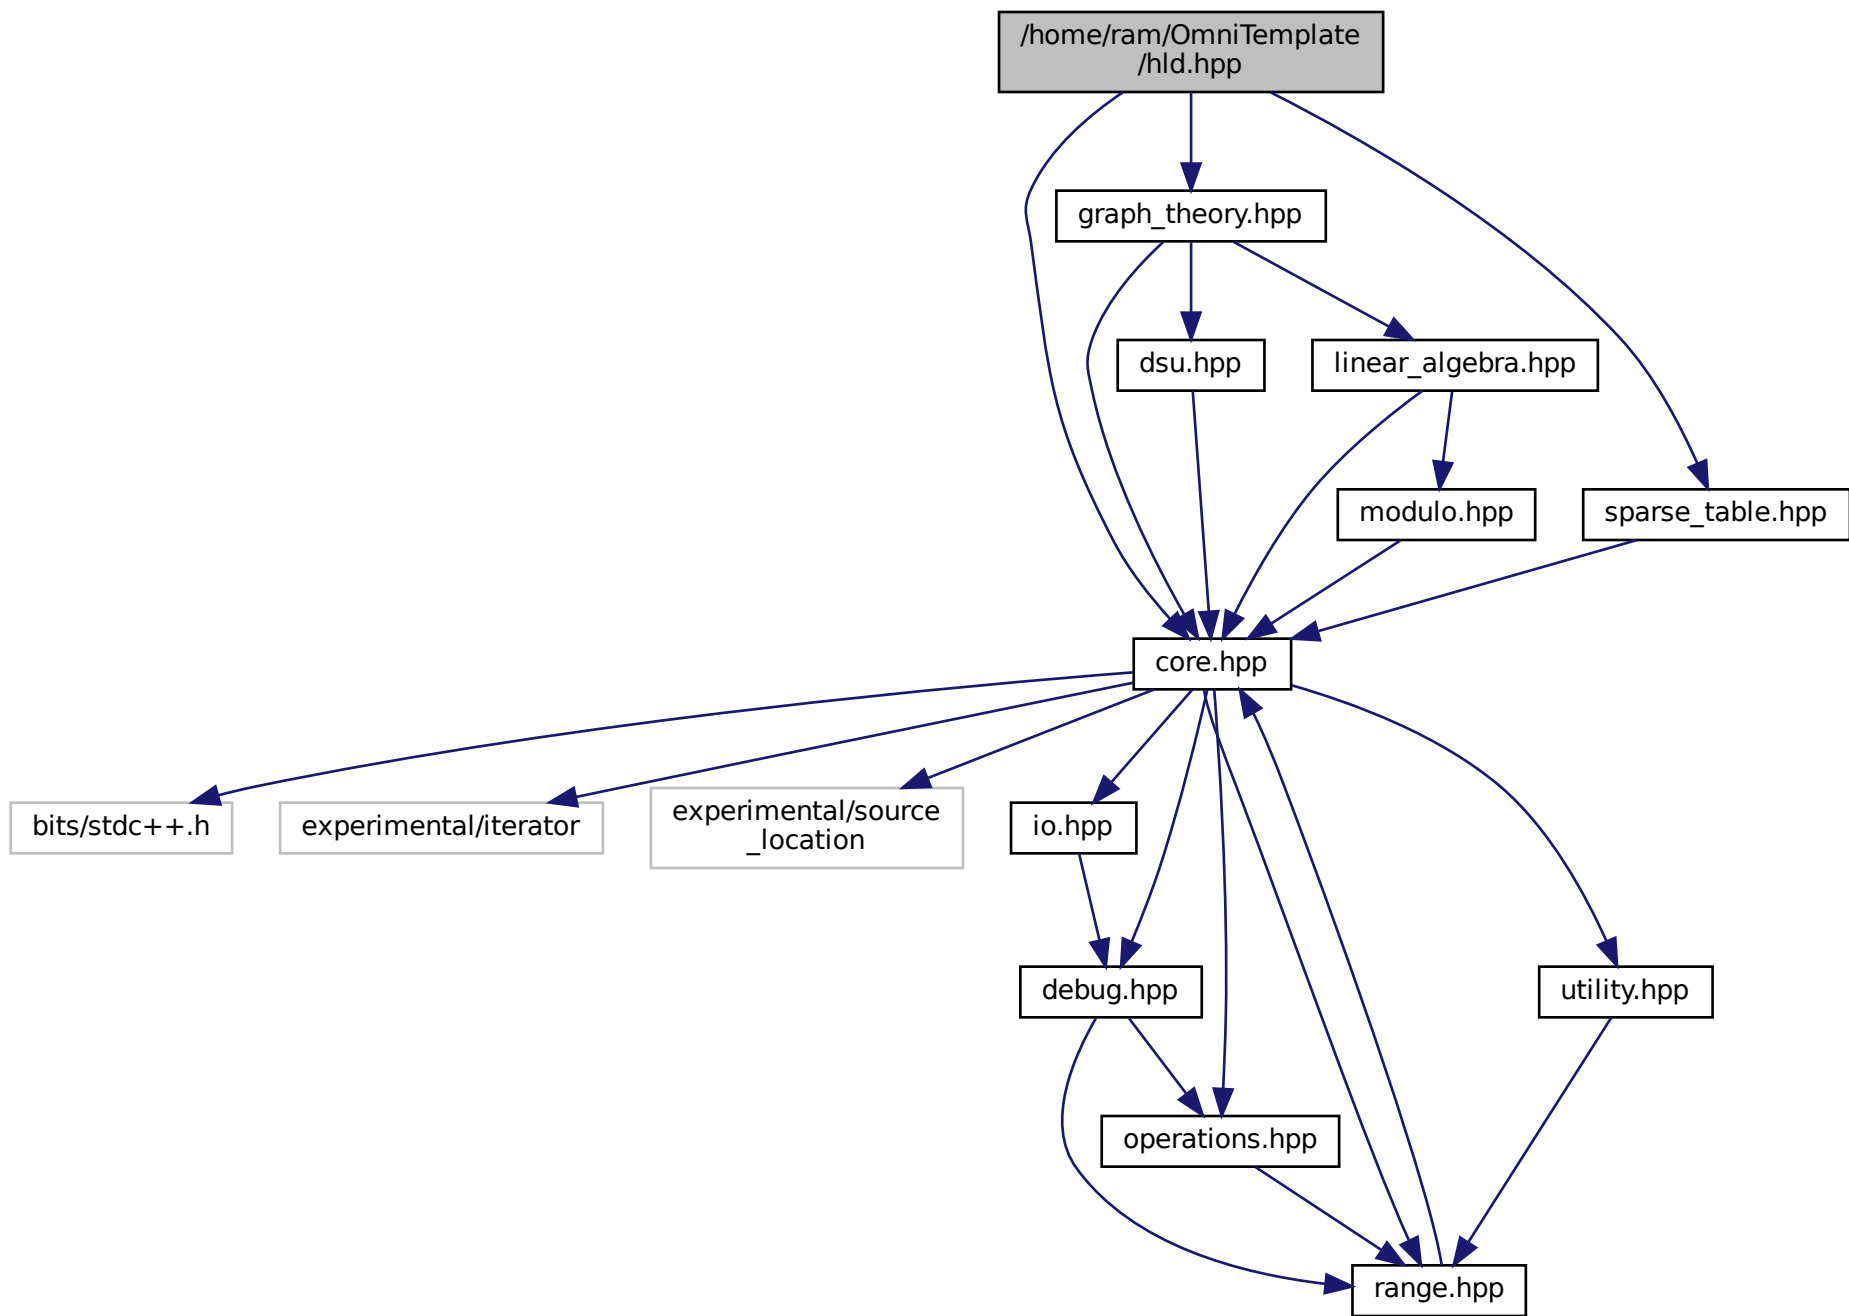 /home/ram/OmniTemplate
/hld.hpp
graph_theory.hpp
dsu.hpp
linear_algebra.hpp
modulo.hpp
sparse_table.hpp
core.hpp
bits/stdc++.h
experimental/iterator
experimental/source
_location
io.hpp
debug.hpp
utility.hpp
operations.hpp
range.hpp